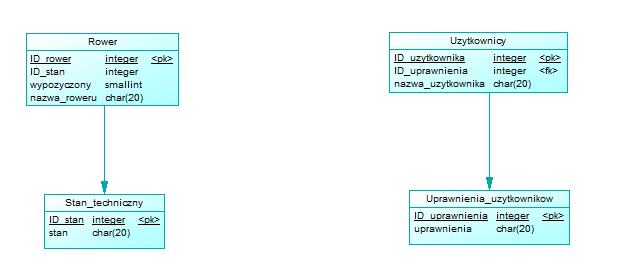 Rower
ID_rower integer <pk>
ID_stan integer
wypozyczony smallint
nazwa_roweru char(20)
Uzytkownicy
ID_uzytkownika integer <pk>
ID_uprawnienia integer <fk>
nazwa_uzytkownika char(20)
Stan_techniczny
ID_stan integer <pk>
stan char(20)
Uprawnienia_uzytkownikow
ID_uprawnienia integer <pk>
uprawnienia char(20)